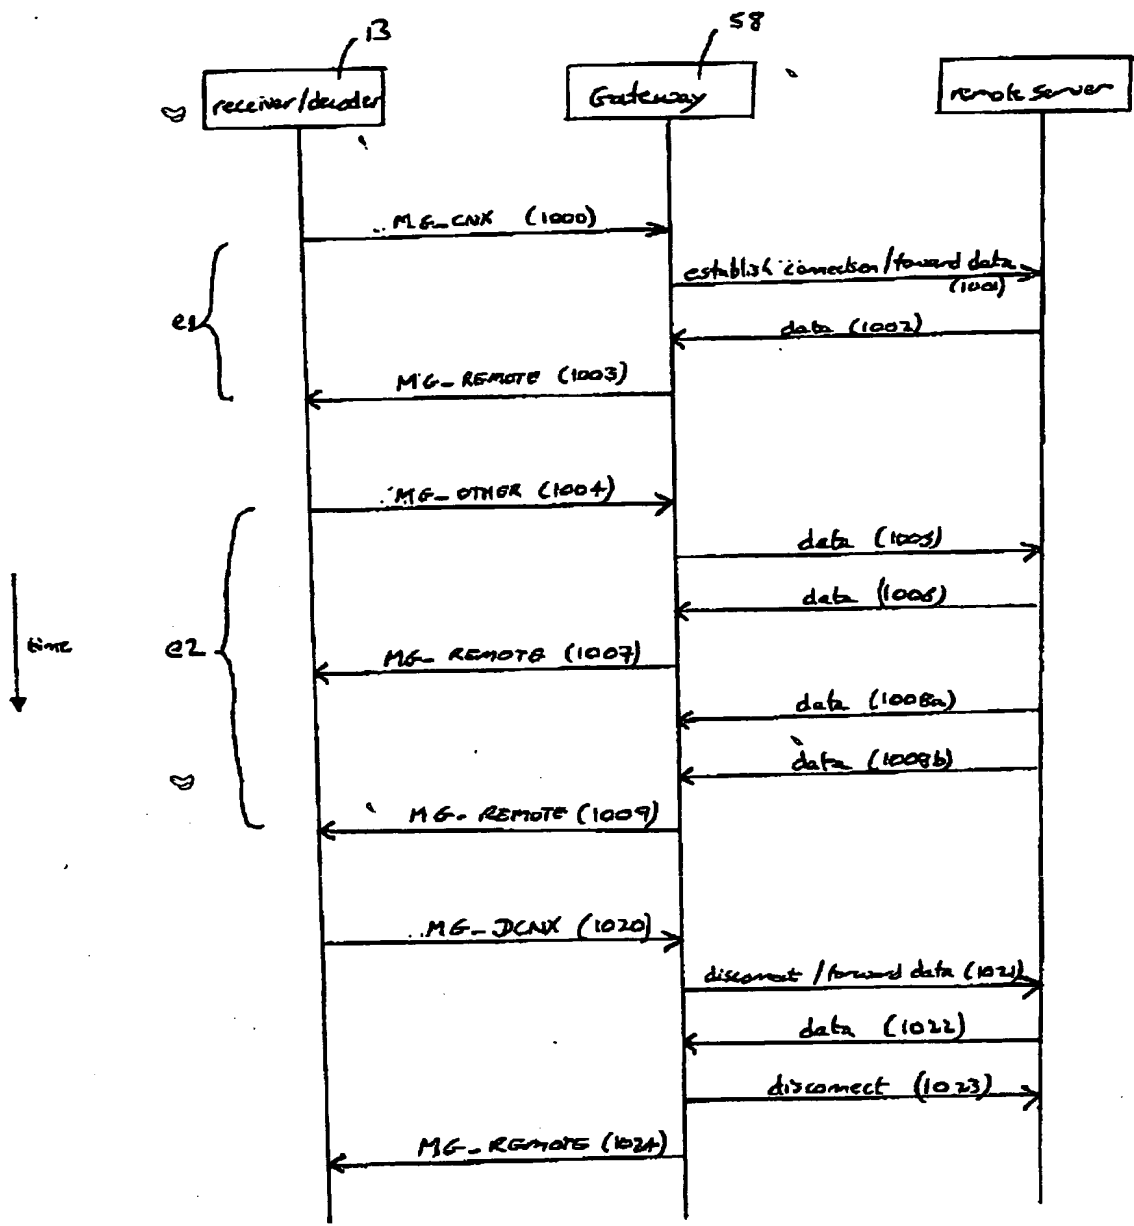 13
58
receiver/decoder
Gateway
remote server
MG_CNX (1000)
establish connection/forward data
(1001)
data (1002)
e1
MG_REMOTE (1003)
MG_OTHER (1004)
data (1005)
data (1006)
time
e2
MG_REMOTE (1007)
data (1008a)
data (1008b)
MG_REMOTE (1009)
MG_DCNX (1020)
disconnect/forward data (1021)
data (1022)
disconnect (1023)
MG_REMOTE (1024)